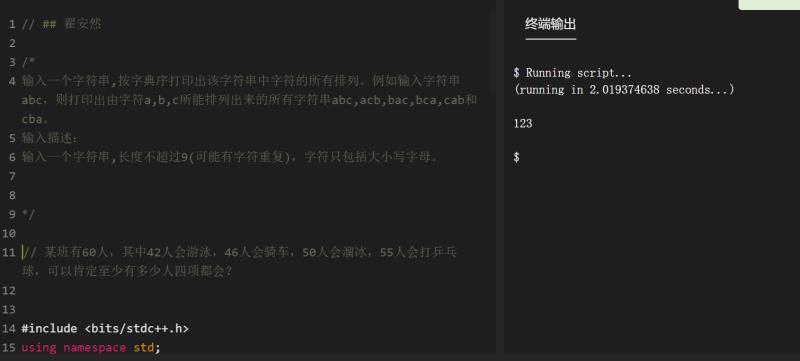 1 // ## 翟安然
2
3 /*
4 输入一个字符串,按字典序打印出该字符串中字符的所有排列。例如输入字符串
abc，则打印出由字符a,b,c所能排列出来的所有字符串abc,acb,bac,bca,cab和
cba。
5 输入描述：
6 输入一个字符串,长度不超过9(可能有字符重复)，字符只包括大小写字母。
7
8
9 */
10
11 // 某班有60人，其中42人会游泳，46人会骑车，50人会溜冰，55人会打乒乓
球，可以肯定至少有多少人四项都会？
12
13
14 #include <bits/stdc++.h>
15 using namespace std;
终端输出
$ Running script...
(running in 2.019374638 seconds...)
123
$